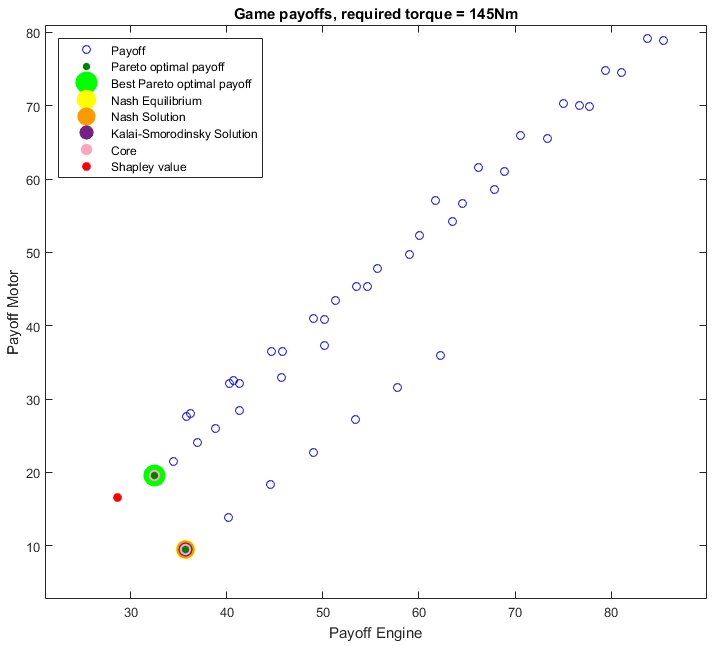 Game payoffs, required torque = 145Nm
Payoff
Pareto optimal payoff
Best Pareto optimal payoff
Nash Equilibrium
Nash Solution
Kalai-Smorodinsky Solution
Core
Shapley value
80
70
60
50
40
30
20
10
Payoff Motor
30
40
50
60
70
80
Payoff Engine